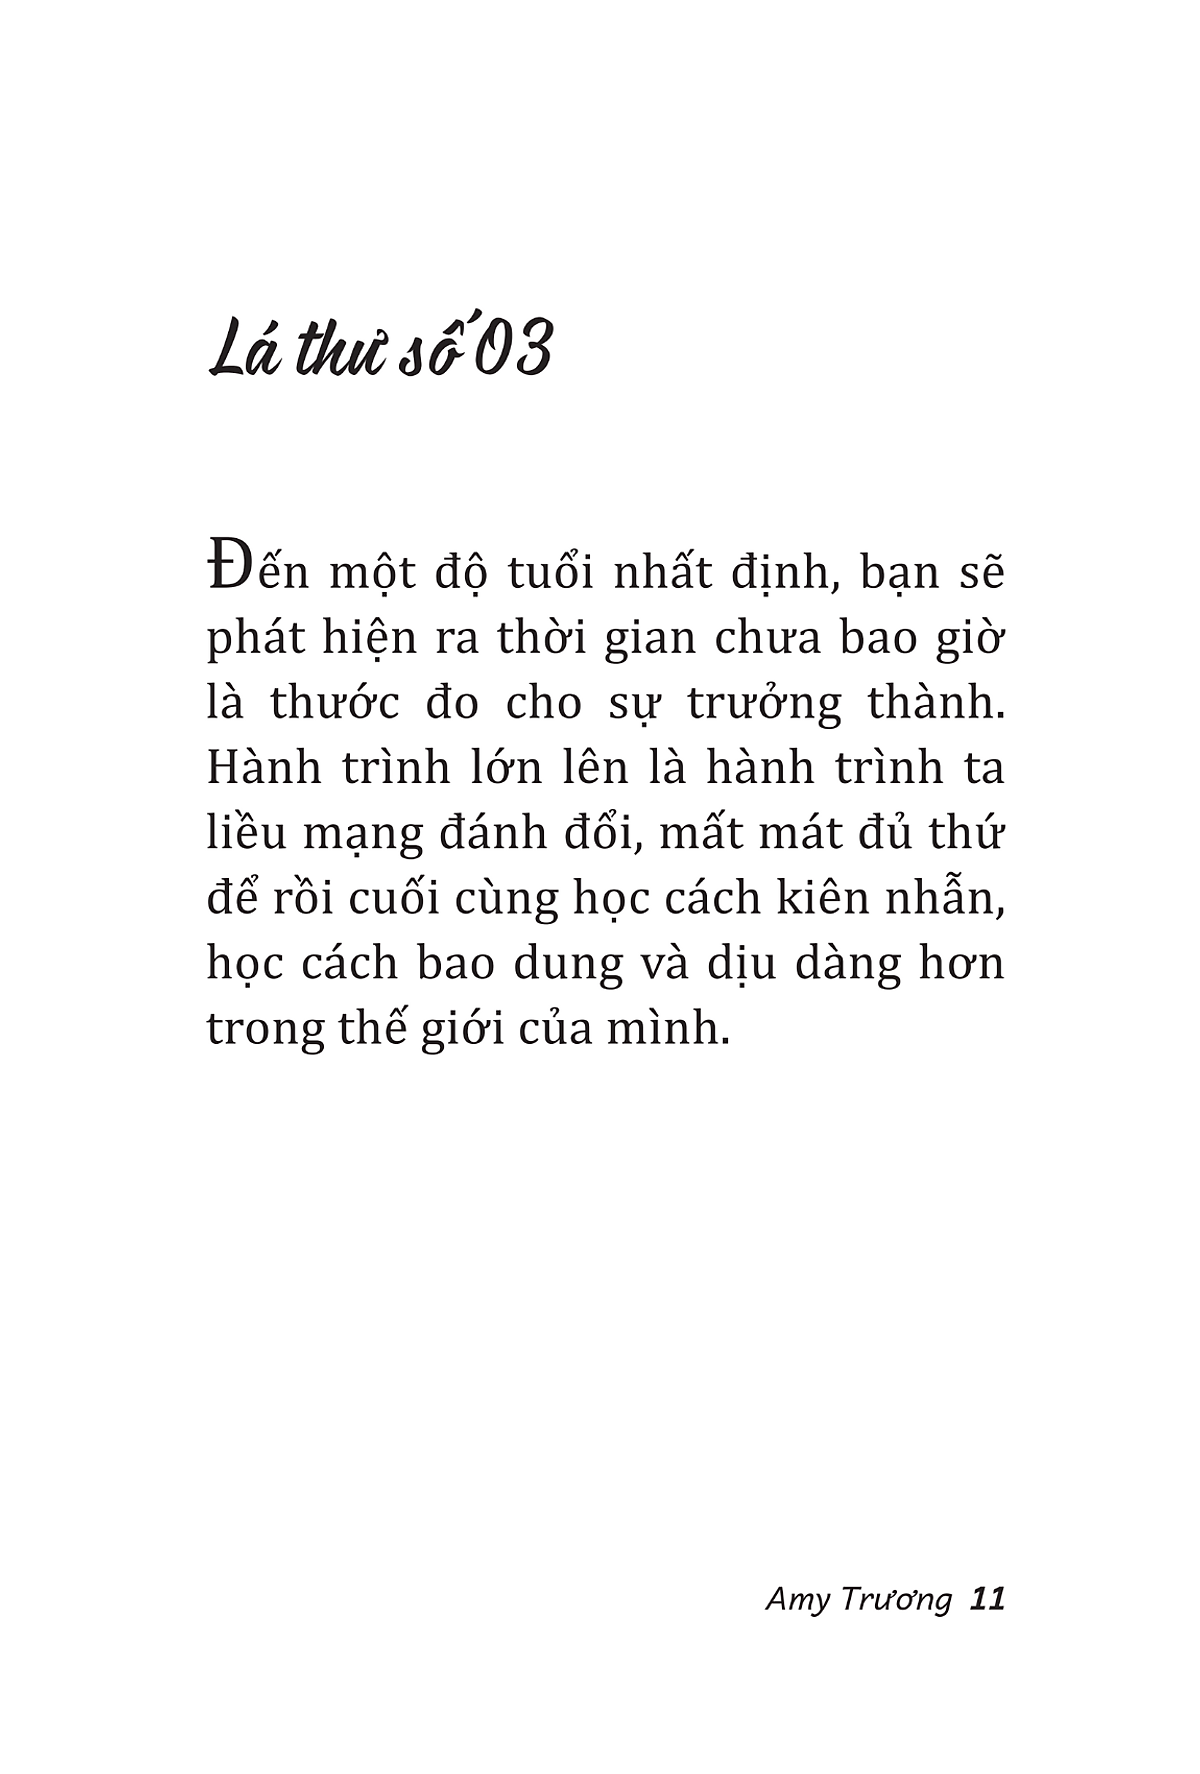 Lá thư số 03
Đến một độ tuổi nhất định, bạn sẽ
phát hiện ra thời gian chưa bao giờ
là thước đo cho sự trưởng thành.
Hành trình lớn lên là hành trình ta
liều mạng đánh đổi, mất mát đủ thứ
để rồi cuối cùng học cách kiên nhẫn,
học cách bao dung và dịu dàng hơn
trong thế giới của mình.
Amy Trương 11